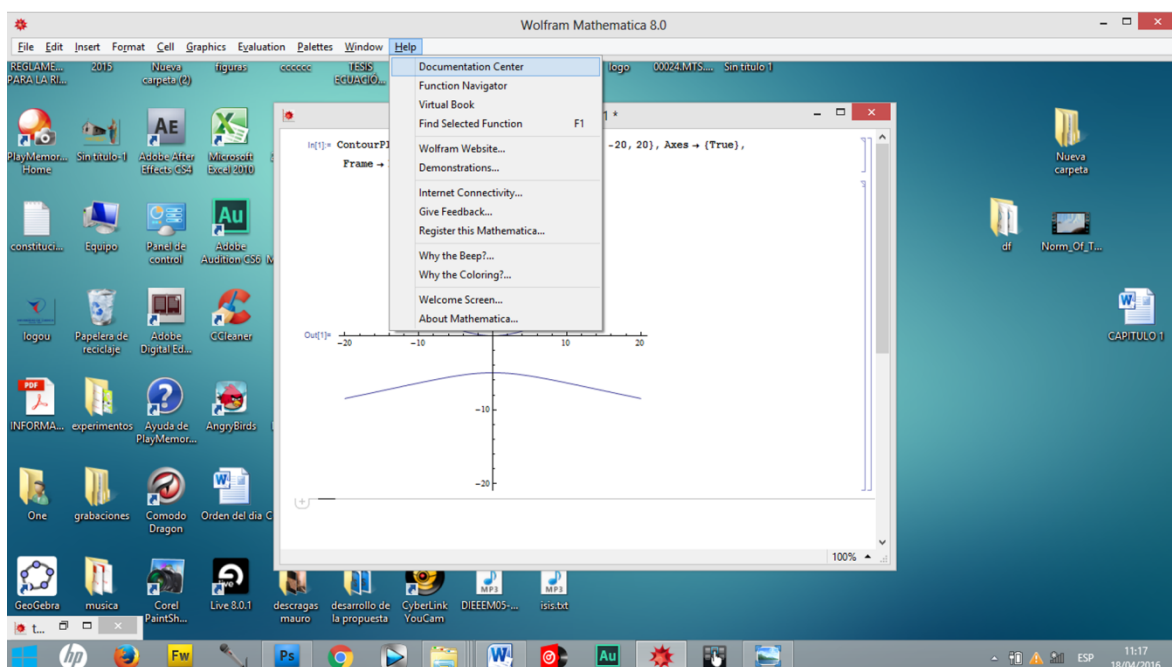 Wolfram Mathematica 8.0
File Edit Insert Format Cell Graphics Evaluation Palettes Window Help
Documentation Center
Function Navigator
Virtual Book
Find Selected Function F1
Wolfram Website...
Demonstrations...
Internet Connectivity...
Give Feedback...
Register this Mathematica...
Why the Beep?...
Why the Coloring?...
Welcome Screen...
About Mathematica...
REGLAME... PARA LA RI...
2015
Nueva carpeta (2)
figuras
cccccc
TESIS ECUACIO...
logo
00024.MTS....
Sin titulo 1
1 *
In[1]:=
-20, 20}, Axes → {True},
Frame →
Out[1]=
-20
-10
10
20
-10
-20
100%
PlayMemor... Home
Sin titulo-1
Adobe After Effects CS4
Microsoft Excel 2010
constituci...
Equipo
Panel de control
Adobe Audition CS6
logou
Papelera de reciclaje
Adobe Digital Ed...
CCleaner
INFORMA...
experimentos
Ayuda de PlayMemor...
AngryBirds
One
grabaciones
Comodo Dragon
Orden del dia C
GeoGebra
musica
Corel PaintSh...
Live 8.0.1
descragas mauro
desarrollo de la propuesta
CyberLink YouCam
DIEEEM05-...
isis.txt
Nueva carpeta
df
Norm_Of_T...
CAPITULO 1
t...
ESP
11:17
18/04/2016